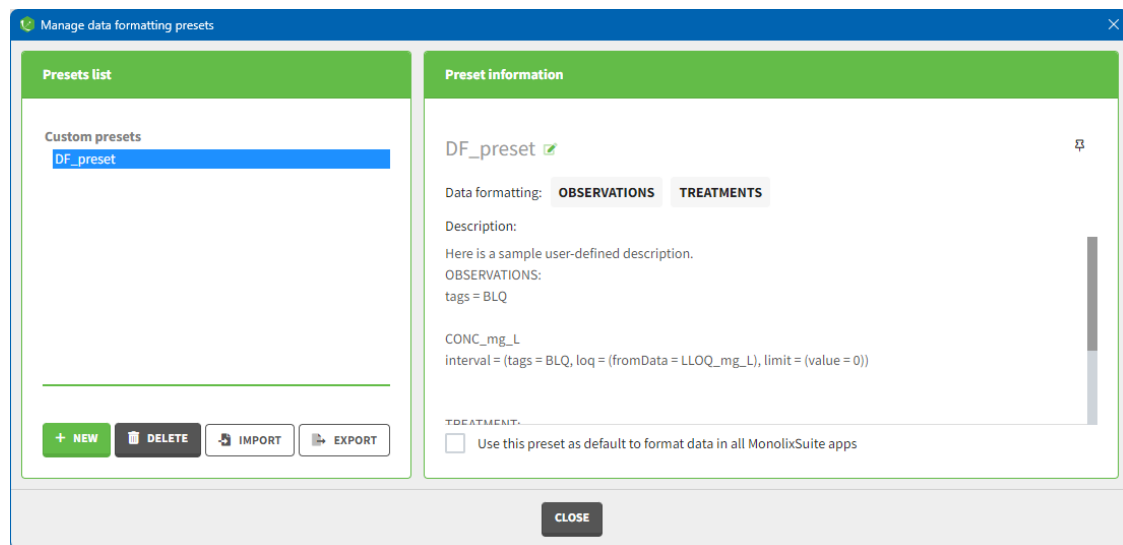 Manage data formatting presets
Presets list
Custom presets
DF_preset
+ NEW
DELETE
IMPORT
EXPORT
Preset information
DF_preset
Data formatting: OBSERVATIONS TREATMENTS
Description:
Here is a sample user-defined description.
OBSERVATIONS:
tags = BLQ
CONC_mg_L
interval = (tags = BLQ, loq = (fromData = LLOQ_mg_L), limit = (value = 0))
TREATMENT:
Use this preset as default to format data in all MonolixSuite apps
CLOSE